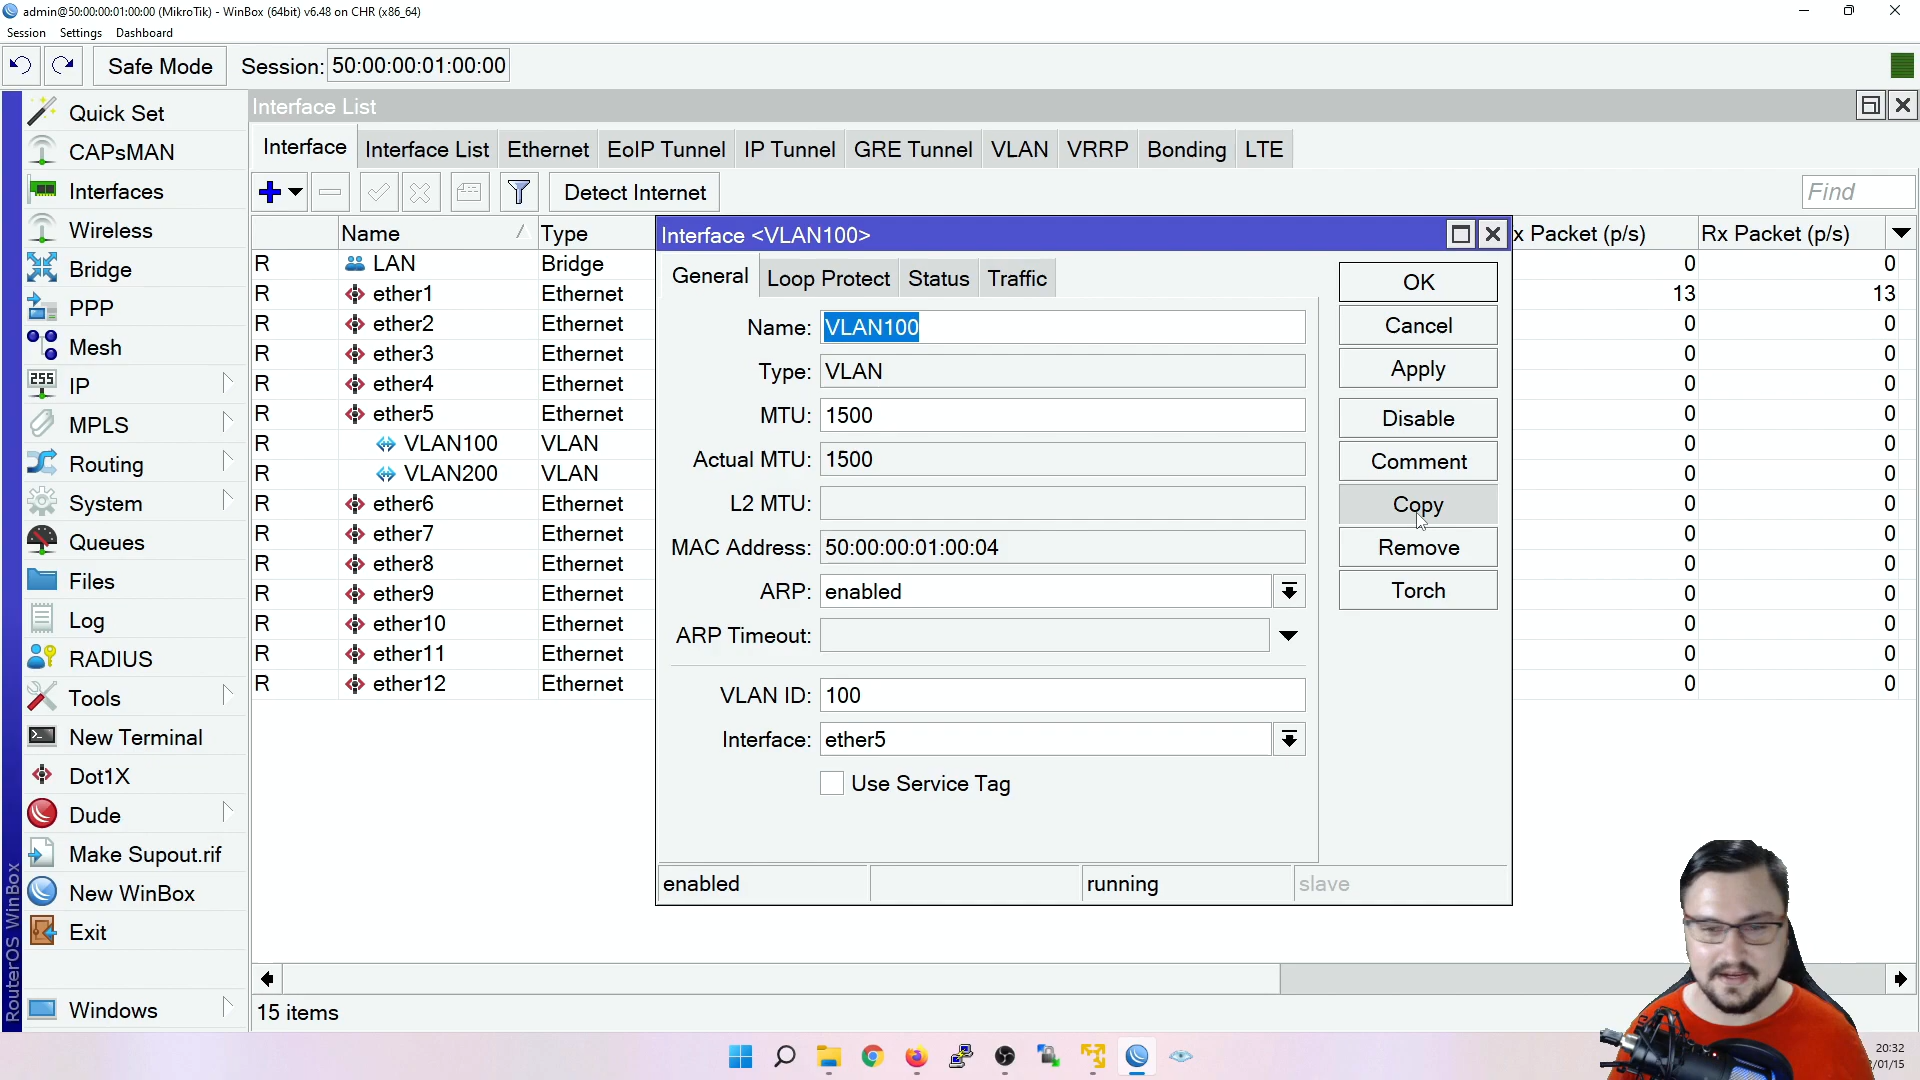 admin@50:00:00:01:00:00 (MikroTik) - WinBox (64bit) v6.48 on CHR (x86_64)
Session Settings Dashboard
Safe Mode Session: 50:00:00:01:00:00
Quick Set
CAPsMAN
Interfaces
Wireless
Bridge
PPP
Mesh
255 IP
MPLS
Routing
System
Queues
Files
Log
RADIUS
Tools
New Terminal
Dot1X
Dude
Make Supout.rif
New WinBox
Exit
Windows
RouterOS WinBox
Interface List
Interface Interface List Ethernet EoIP Tunnel IP Tunnel GRE Tunnel VLAN VRRP Bonding LTE
Detect Internet Find
Name Type x Packet (p/s) Rx Packet (p/s)
R LAN Bridge 0 0
R ether1 Ethernet 13 13
R ether2 Ethernet 0 0
R ether3 Ethernet 0 0
R ether4 Ethernet 0 0
R ether5 Ethernet 0 0
R VLAN100 VLAN 0 0
R VLAN200 VLAN 0 0
R ether6 Ethernet 0 0
R ether7 Ethernet 0 0
R ether8 Ethernet 0 0
R ether9 Ethernet 0 0
R ether10 Ethernet 0 0
R ether11 Ethernet 0 0
R ether12 Ethernet 0 0
15 items
Interface <VLAN100>
General Loop Protect Status Traffic
Name: VLAN100
Type: VLAN
MTU: 1500
Actual MTU: 1500
L2 MTU:
MAC Address: 50:00:00:01:00:04
ARP: enabled
ARP Timeout:
VLAN ID: 100
Interface: ether5
Use Service Tag
OK
Cancel
Apply
Disable
Comment
Copy
Remove
Torch
enabled running slave
20:32
/01/15